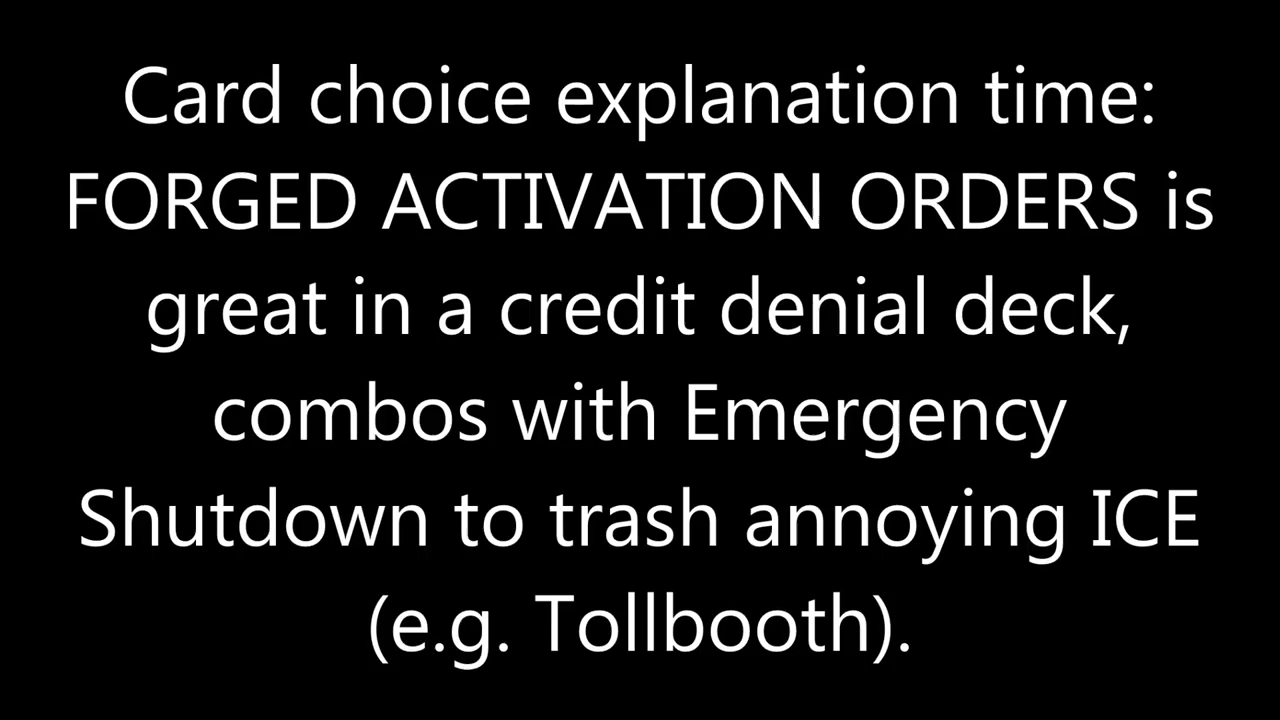 Card choice explanation time:
FORGED ACTIVATION ORDERS is
great in a credit denial deck,
combos with Emergency
Shutdown to trash annoying ICE
(e.g. Tollbooth).